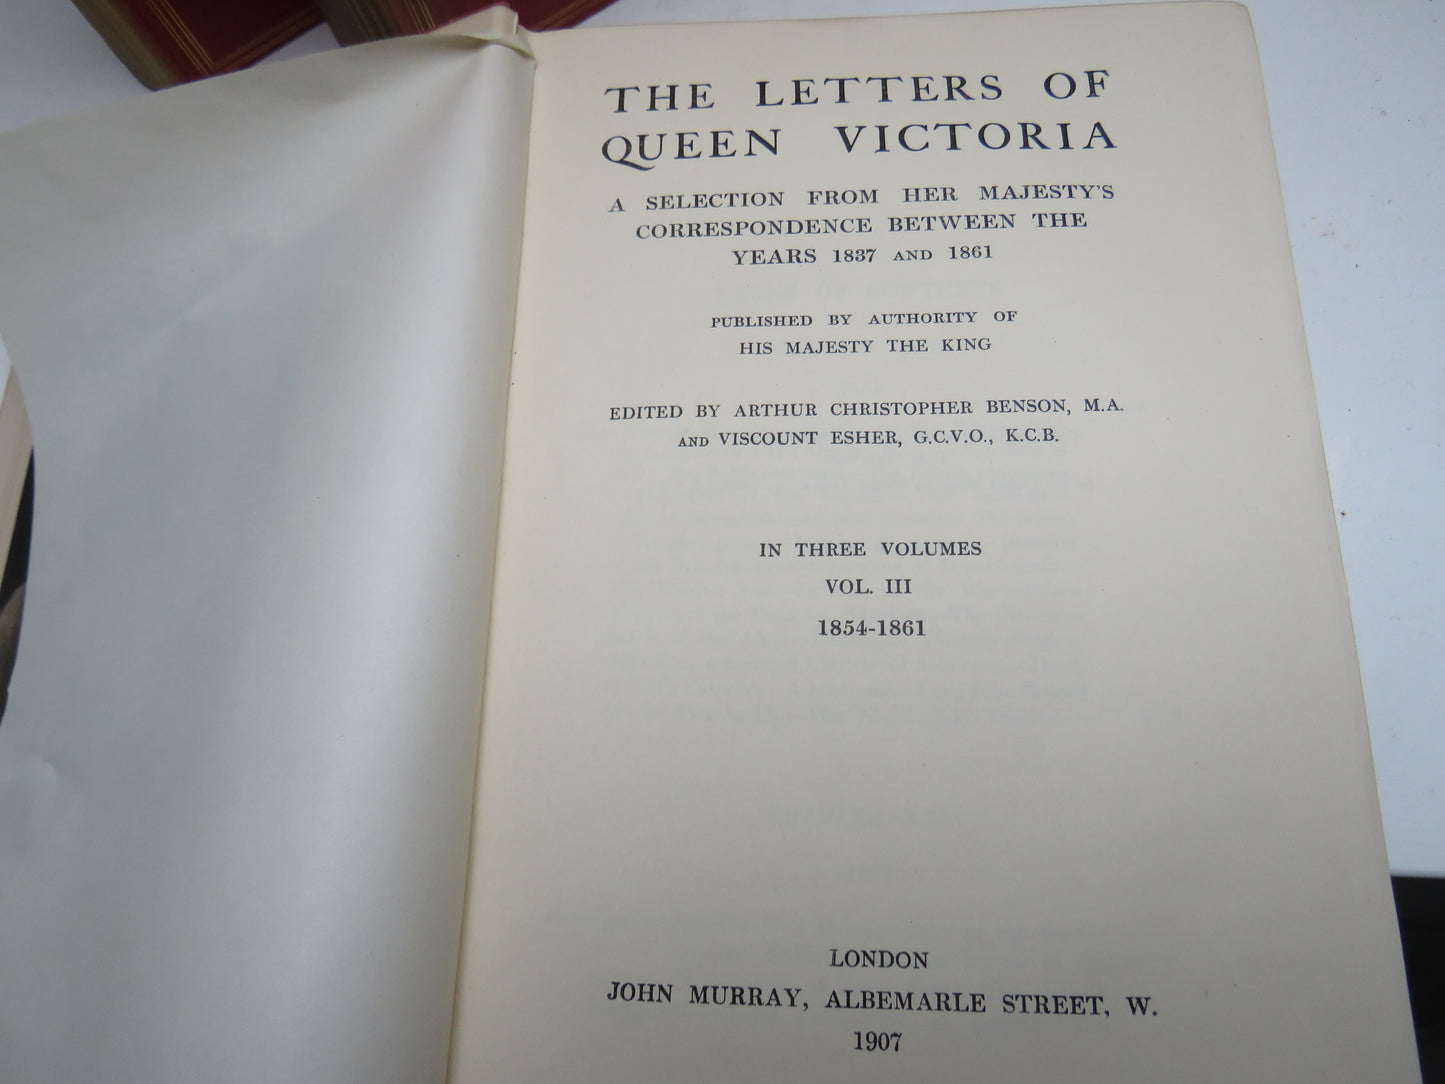 THE LETTERS OF
QUEEN VICTORIA
A SELECTION FROM HER MAJESTY'S
CORRESPONDENCE BETWEEN THE
YEARS 1837 AND 1861
PUBLISHED BY AUTHORITY OF
HIS MAJESTY THE KING
EDITED BY ARTHUR CHRISTOPHER BENSON, M.A.
AND VISCOUNT ESHER, G.C.V.O., K.C.B.
IN THREE VOLUMES
VOL. III
1854-1861
LONDON
JOHN MURRAY, ALBEMARLE STREET, W.
1907